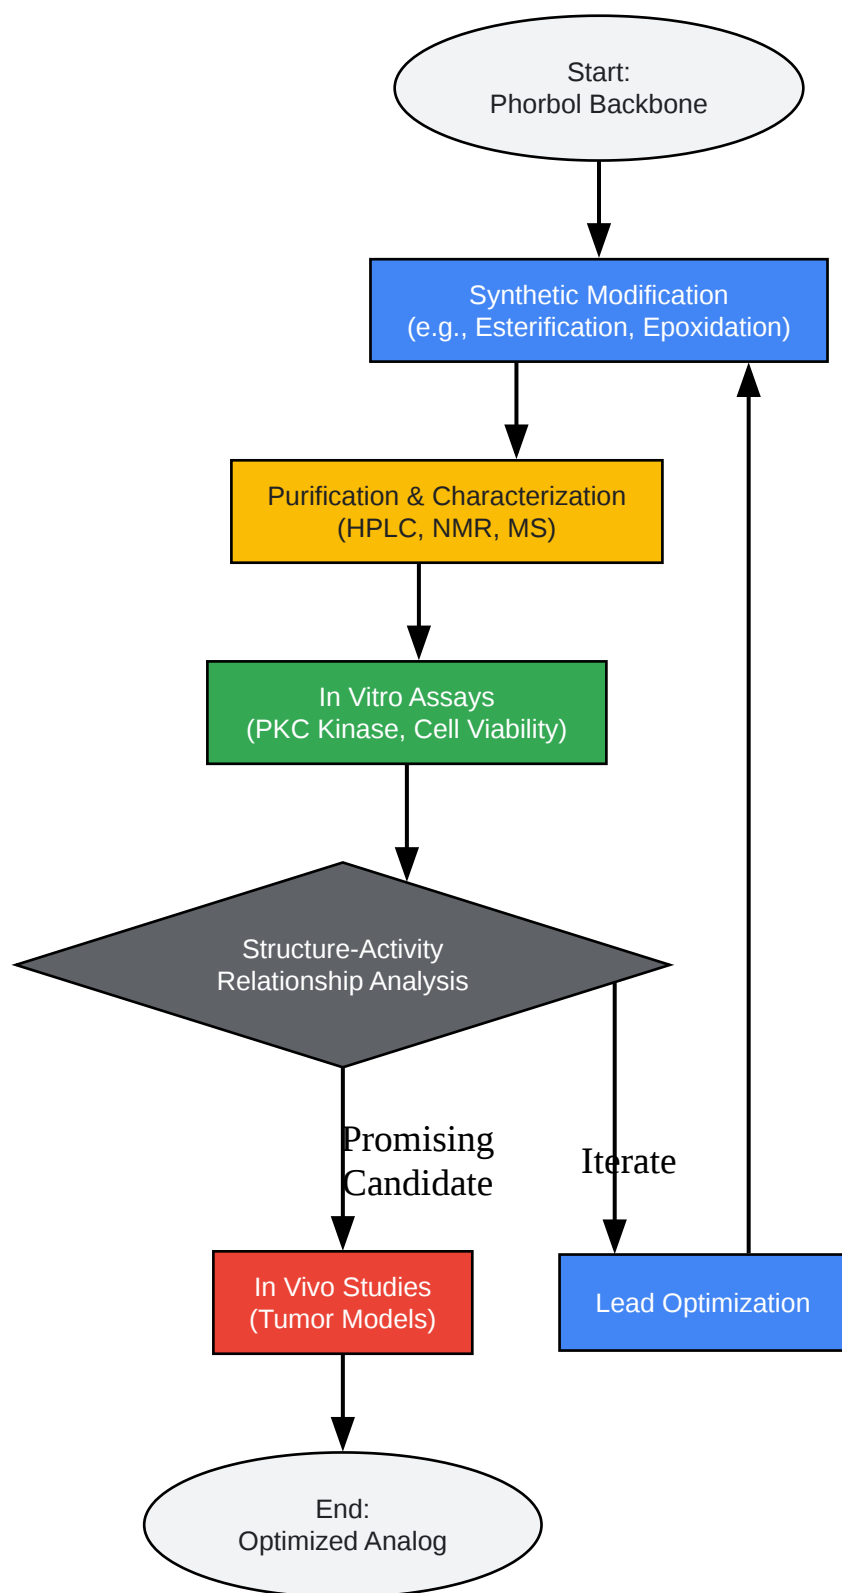 Start:
Phorbol Backbone
Synthetic Modification
(e.g., Esterification, Epoxidation)
Purification & Characterization
(HPLC, NMR, MS)
In Vitro Assays
(PKC Kinase, Cell Viability)
Structure-Activity
Relationship Analysis
Promising
Candidate
Iterate
In Vivo Studies
(Tumor Models)
Lead Optimization
End:
Optimized Analog